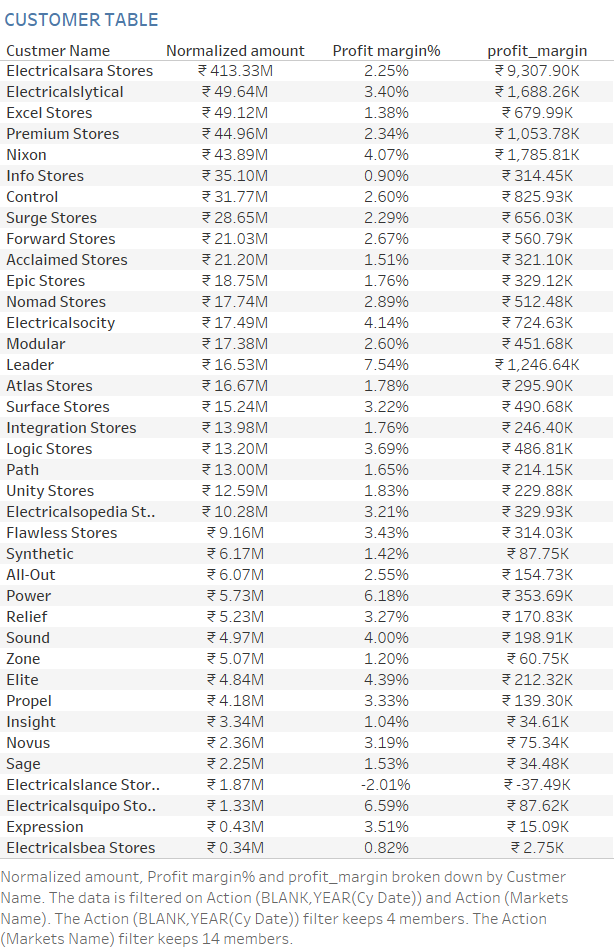 CUSTOMER TABLE
Custmer Name Normalized amount Profit margin% profit_margin
Electricalsara Stores ₹ 413.33M 2.25% ₹ 9,307.90K
Electricalslytical ₹ 49.64M 3.40% ₹ 1,688.26K
Excel Stores ₹ 49.12M 1.38% ₹ 679.99K
Premium Stores ₹ 44.96M 2.34% ₹ 1,053.78K
Nixon ₹ 43.89M 4.07% ₹ 1,785.81K
Info Stores ₹ 35.10M 0.90% ₹ 314.45K
Control ₹ 31.77M 2.60% ₹ 825.93K
Surge Stores ₹ 28.65M 2.29% ₹ 656.03K
Forward Stores ₹ 21.03M 2.67% ₹ 560.79K
Acclaimed Stores ₹ 21.20M 1.51% ₹ 321.10K
Epic Stores ₹ 18.75M 1.76% ₹ 329.12K
Nomad Stores ₹ 17.74M 2.89% ₹ 512.48K
Electricalsocity ₹ 17.49M 4.14% ₹ 724.63K
Modular ₹ 17.38M 2.60% ₹ 451.68K
Leader ₹ 16.53M 7.54% ₹ 1,246.64K
Atlas Stores ₹ 16.67M 1.78% ₹ 295.90K
Surface Stores ₹ 15.24M 3.22% ₹ 490.68K
Integration Stores ₹ 13.98M 1.76% ₹ 246.40K
Logic Stores ₹ 13.20M 3.69% ₹ 486.81K
Path ₹ 13.00M 1.65% ₹ 214.15K
Unity Stores ₹ 12.59M 1.83% ₹ 229.88K
Electricalsopedia St.. ₹ 10.28M 3.21% ₹ 329.93K
Flawless Stores ₹ 9.16M 3.43% ₹ 314.03K
Synthetic ₹ 6.17M 1.42% ₹ 87.75K
All-Out ₹ 6.07M 2.55% ₹ 154.73K
Power ₹ 5.73M 6.18% ₹ 353.69K
Relief ₹ 5.23M 3.27% ₹ 170.83K
Sound ₹ 4.97M 4.00% ₹ 198.91K
Zone ₹ 5.07M 1.20% ₹ 60.75K
Elite ₹ 4.84M 4.39% ₹ 212.32K
Propel ₹ 4.18M 3.33% ₹ 139.30K
Insight ₹ 3.34M 1.04% ₹ 34.61K
Novus ₹ 2.36M 3.19% ₹ 75.34K
Sage ₹ 2.25M 1.53% ₹ 34.48K
Electricalslance Stor.. ₹ 1.87M -2.01% ₹ -37.49K
Electricalsquipo Sto.. ₹ 1.33M 6.59% ₹ 87.62K
Expression ₹ 0.43M 3.51% ₹ 15.09K
Electricalsbea Stores ₹ 0.34M 0.82% ₹ 2.75K
Normalized amount, Profit margin% and profit_margin broken down by Custmer
Name. The data is filtered on Action (BLANK,YEAR(Cy Date)) and Action (Markets
Name). The Action (BLANK,YEAR(Cy Date)) filter keeps 4 members. The Action
(Markets Name) filter keeps 14 members.